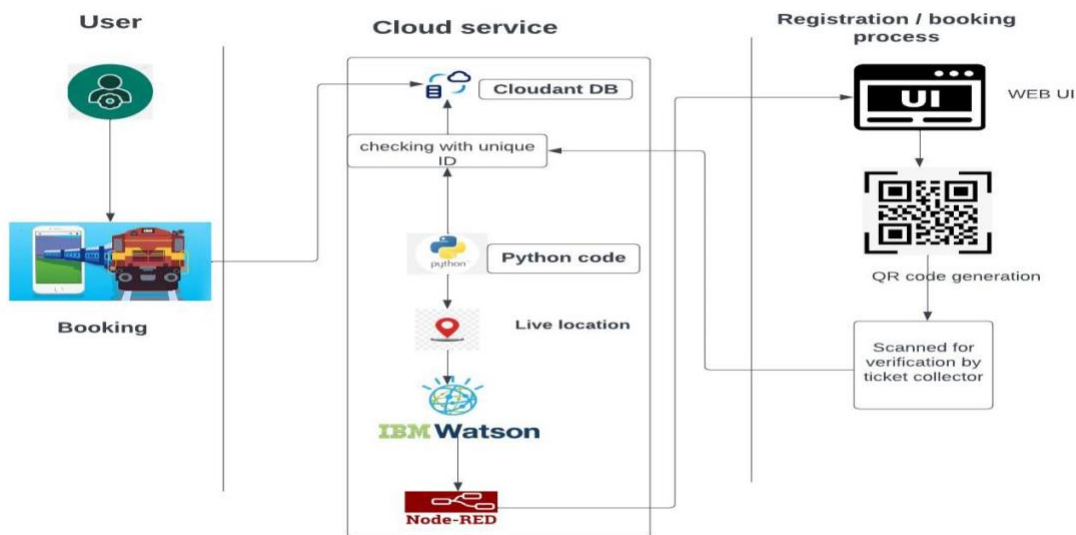 User
Booking
Cloud service
Cloudant DB
checking with unique
ID
python
Python code
Live location
IBM Watson
Node-RED
Registration / booking
process
UI
WEB UI
QR code generation
Scanned for
verification by
ticket collector